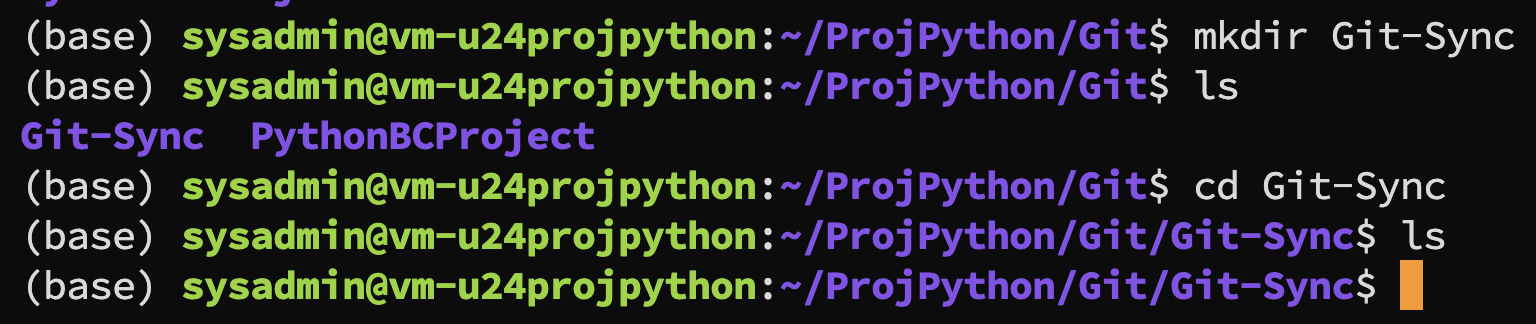 (base) sysadmin@vm-u24projpython:~/ProjPython/Git$ mkdir Git-Sync
(base) sysadmin@vm-u24projpython:~/ProjPython/Git$ ls
Git-Sync  PythonBCProject
(base) sysadmin@vm-u24projpython:~/ProjPython/Git$ cd Git-Sync
(base) sysadmin@vm-u24projpython:~/ProjPython/Git/Git-Sync$ ls
(base) sysadmin@vm-u24projpython:~/ProjPython/Git/Git-Sync$